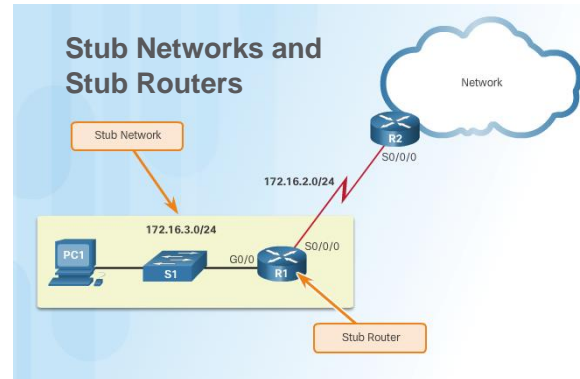 Stub Networks and
Stub Routers
Network
Stub Network
R2
S0/0/0
172.16.2.0/24
172.16.3.0/24
S0/0/0
PC1
G0/0
S1
R1
Stub Router